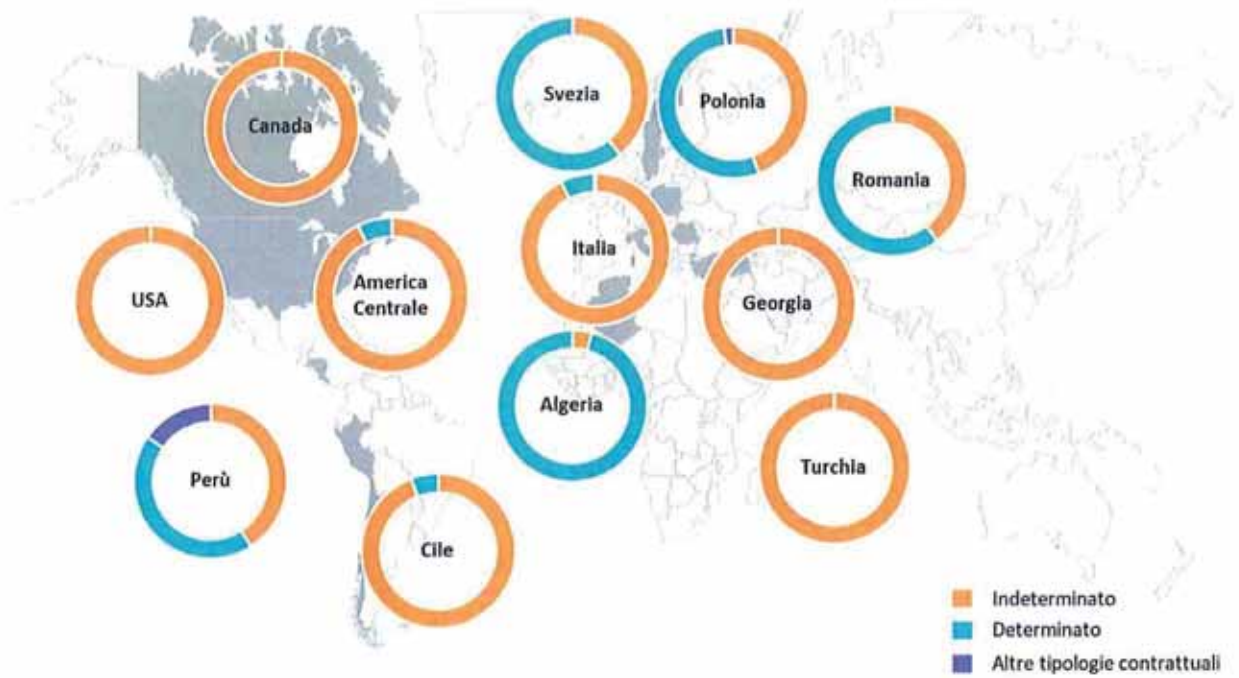 Canada
Svezia
Polonia
Romania
USA
America
Centrale
Italia
Georgia
Algeria
Perù
Turchia
Cile
Indeterminato
Determinato
Altre tipologie contrattuali